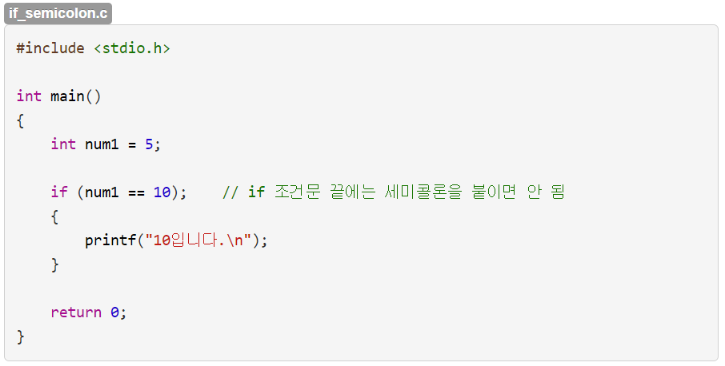 if_semicolon.c
#include <stdio.h>
int main()
{
    int num1 = 5;
    if (num1 == 10);    // if 조건문 끝에는 세미콜론을 붙이면 안 됨
    {
        printf("10입니다.\n");
    }
    return 0;
}